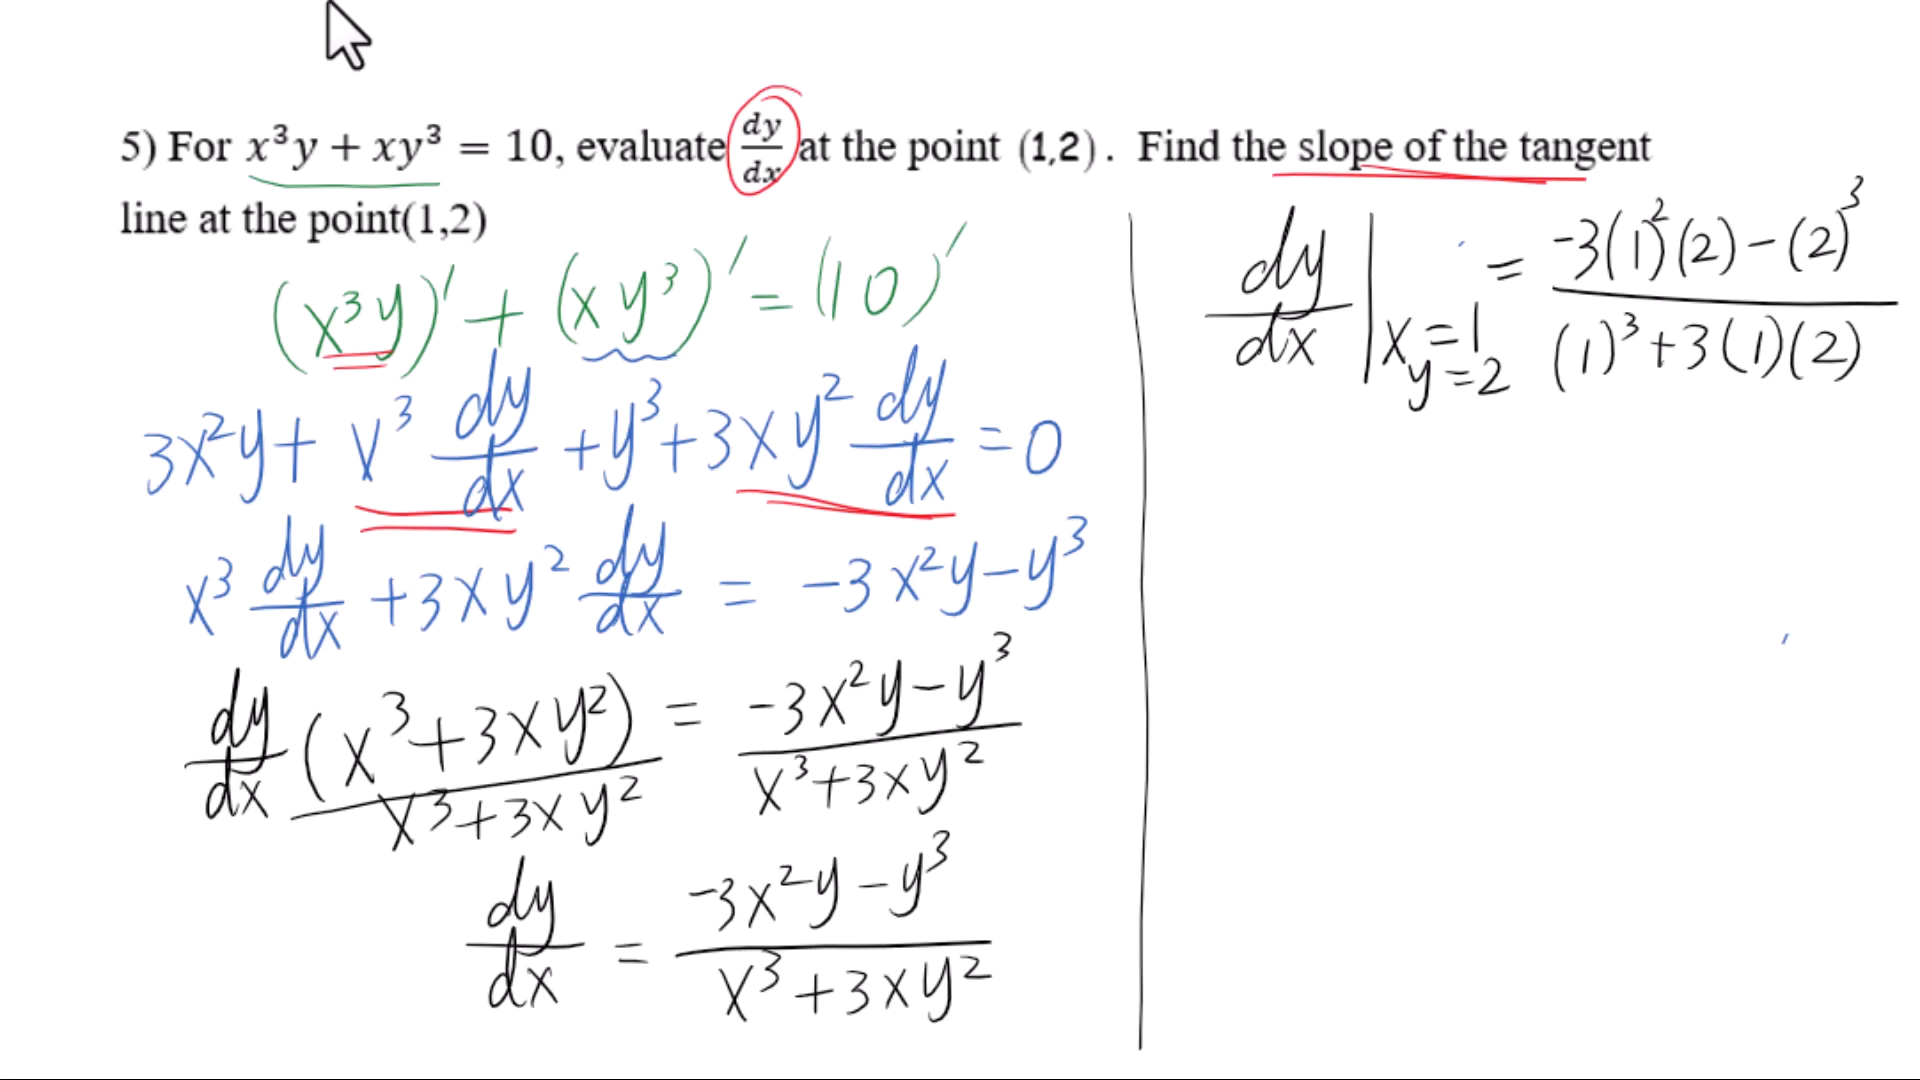 5) For x³y + xy³ = 10, evaluate dy/dx at the point (1,2). Find the slope of the tangent
line at the point(1,2)
(x³y)′ + (xy³)′ = (10)′
3x²y + x³ dy/dx + y³ + 3xy² dy/dx = 0
x³ dy/dx + 3xy² dy/dx = -3x²y - y³
dy/dx (x³ + 3xy²)/(x³ + 3xy²) = (-3x²y - y³)/(x³ + 3xy²)
dy/dx = (-3x²y - y³)/(x³ + 3xy²)
dy/dx | x=1 y=2 = (-3(1)²(2) - (2)³)/((1)³ + 3(1)(2))